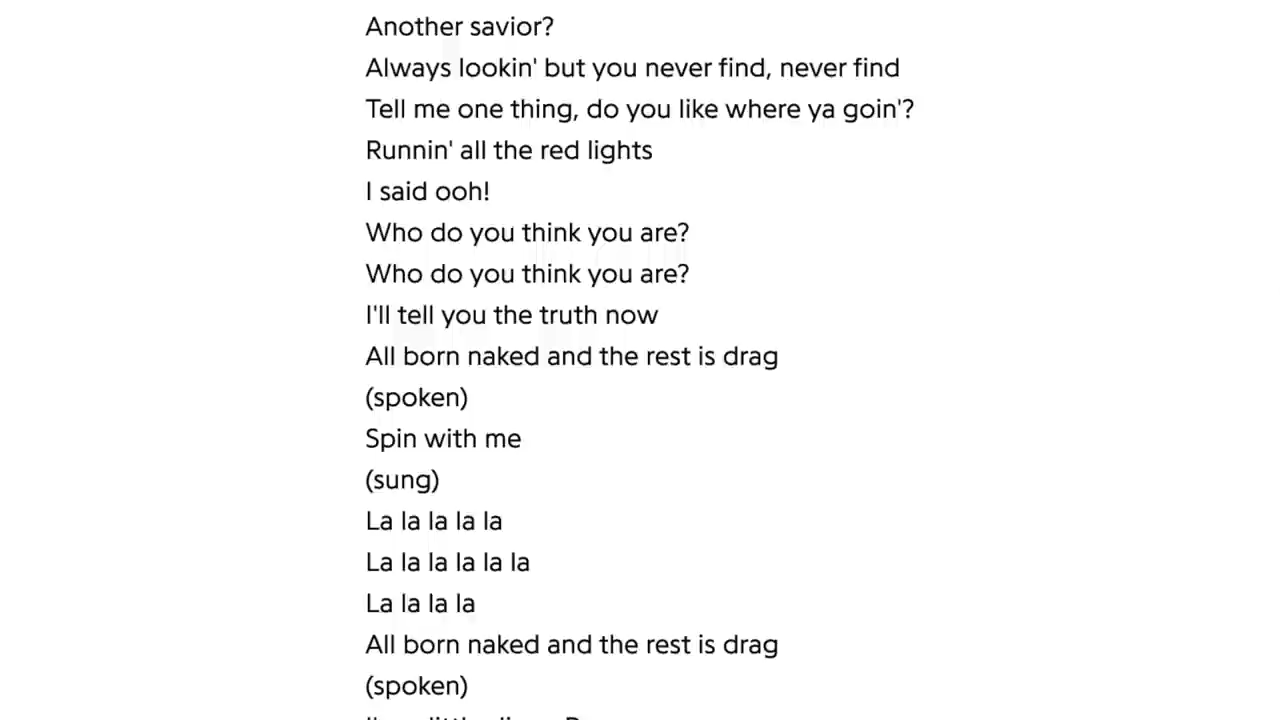 Another savior?
Always lookin' but you never find, never find
Tell me one thing, do you like where ya goin'?
Runnin' all the red lights
I said ooh!
Who do you think you are?
Who do you think you are?
I'll tell you the truth now
All born naked and the rest is drag
(spoken)
Spin with me
(sung)
La la la la la
La la la la la la
La la la la
All born naked and the rest is drag
(spoken)